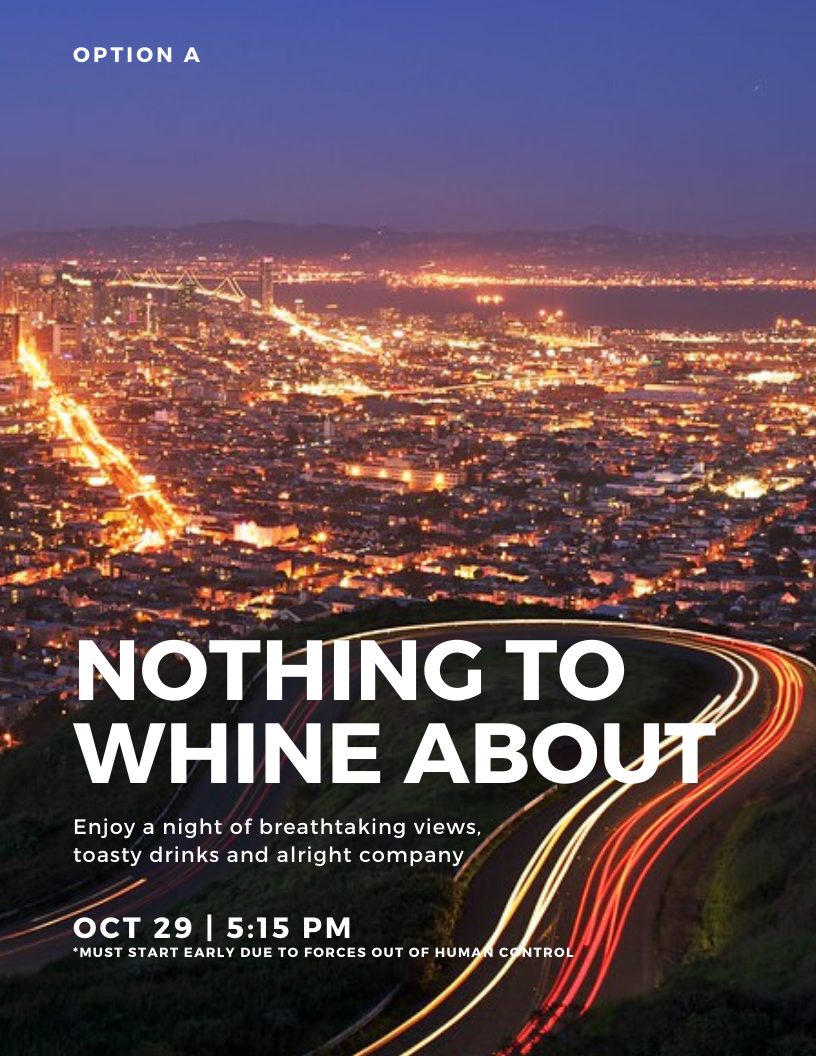 OPTION A
NOTHING TO
WHINE ABOUT
Enjoy a night of breathtaking views,
toasty drinks and alright company
OCT 29 | 5:15 PM
*MUST START EARLY DUE TO FORCES OUT OF HUMAN CONTROL